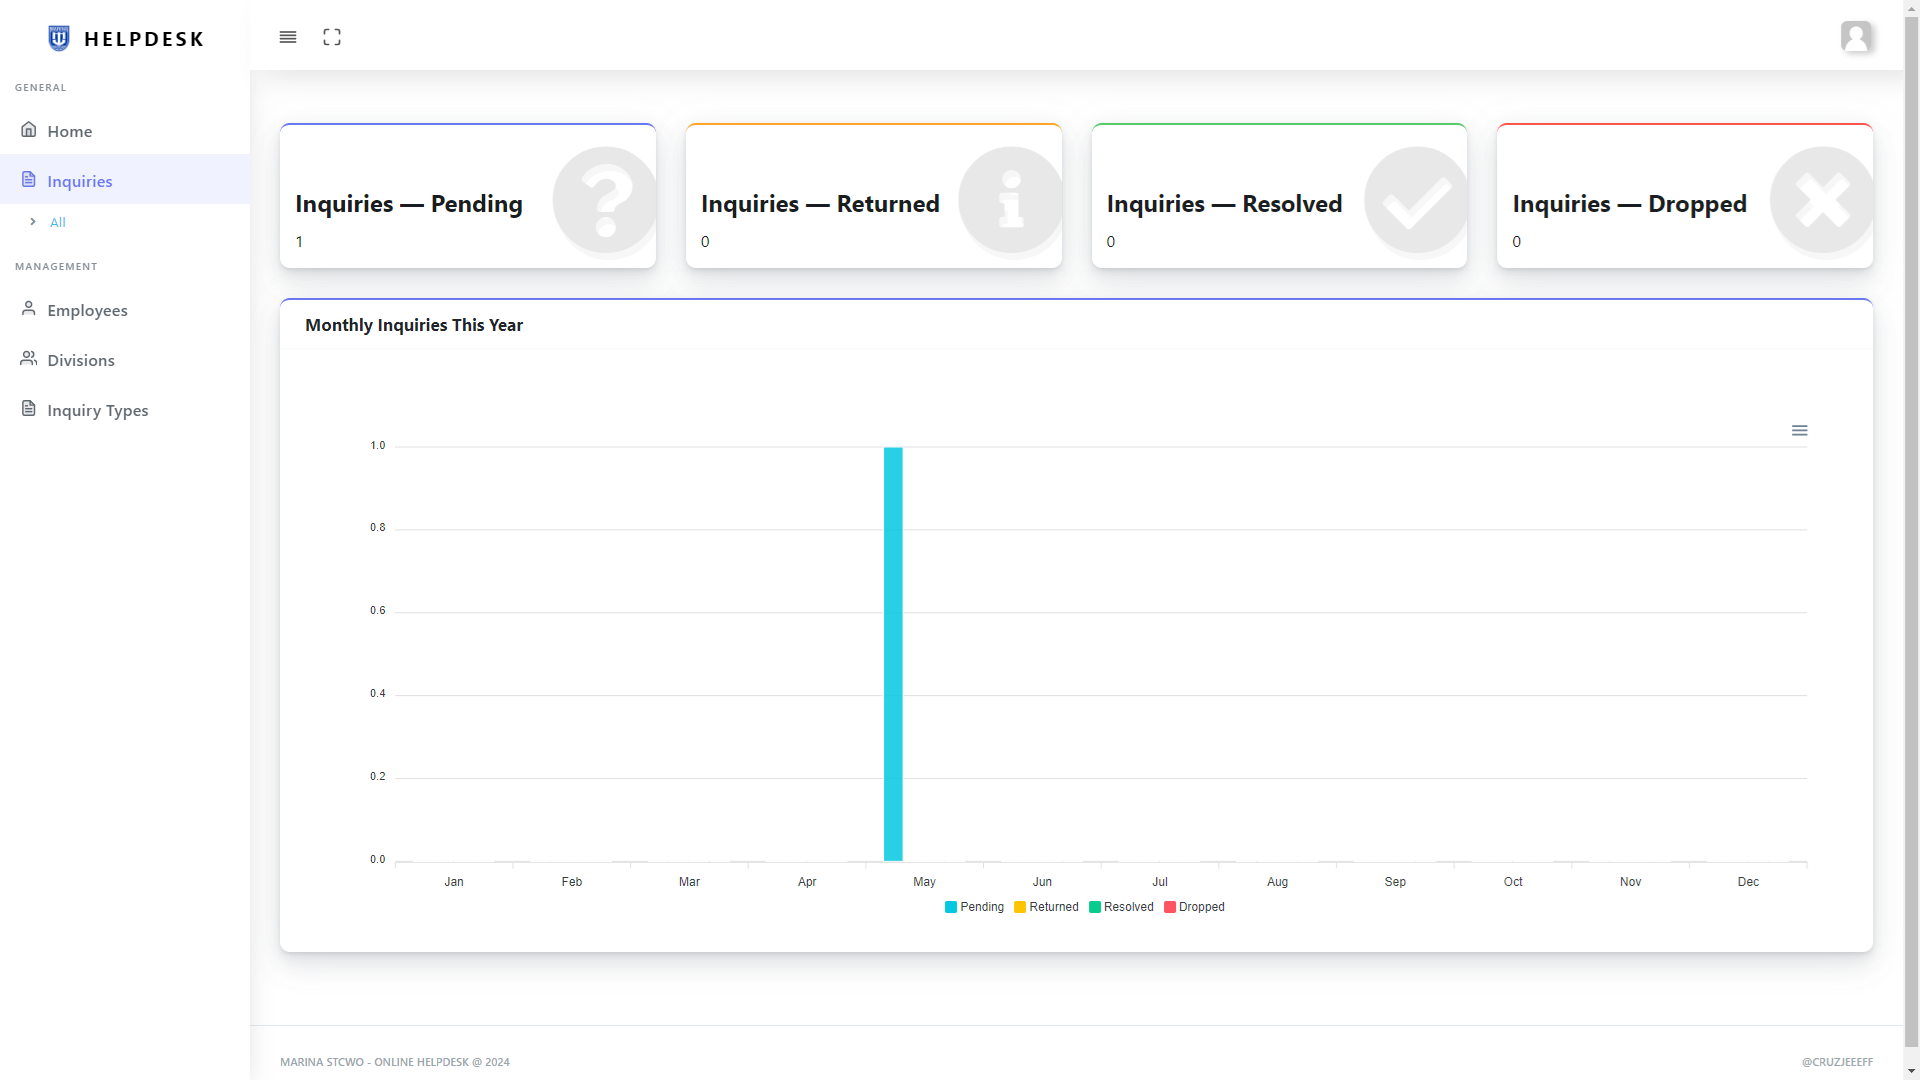 HELPDESK
GENERAL
Home
Inquiries
All
MANAGEMENT
Employees
Divisions
Inquiry Types
Inquiries — Pending
1
Inquiries — Returned
0
Inquiries — Resolved
0
Inquiries — Dropped
0
Monthly Inquiries This Year
1.0
0.8
0.6
0.4
0.2
0.0
Jan Feb Mar Apr May Jun Jul Aug Sep Oct Nov Dec
Pending Returned Resolved Dropped
MARINA STCWO - ONLINE HELPDESK @ 2024
@CRUZJEEEFF